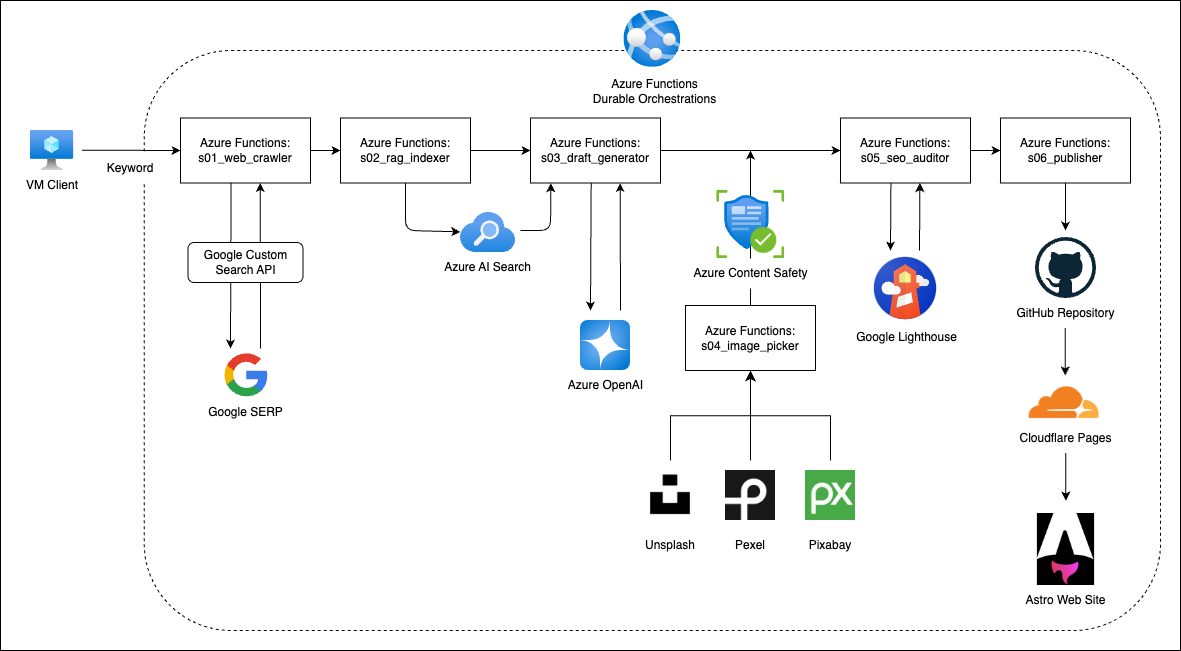 Azure Functions
Durable Orchestrations
VM Client
Keyword
Azure Functions:
s01_web_crawler
Azure Functions:
s02_rag_indexer
Azure Functions:
s03_draft_generator
Azure Functions:
s05_seo_auditor
Azure Functions:
s06_publisher
Google Custom
Search API
Google SERP
Azure AI Search
Azure OpenAI
Azure Content Safety
Azure Functions:
s04_image_picker
px
Unsplash
Pexel
Pixabay
Google Lighthouse
GitHub Repository
Cloudflare Pages
Astro Web Site